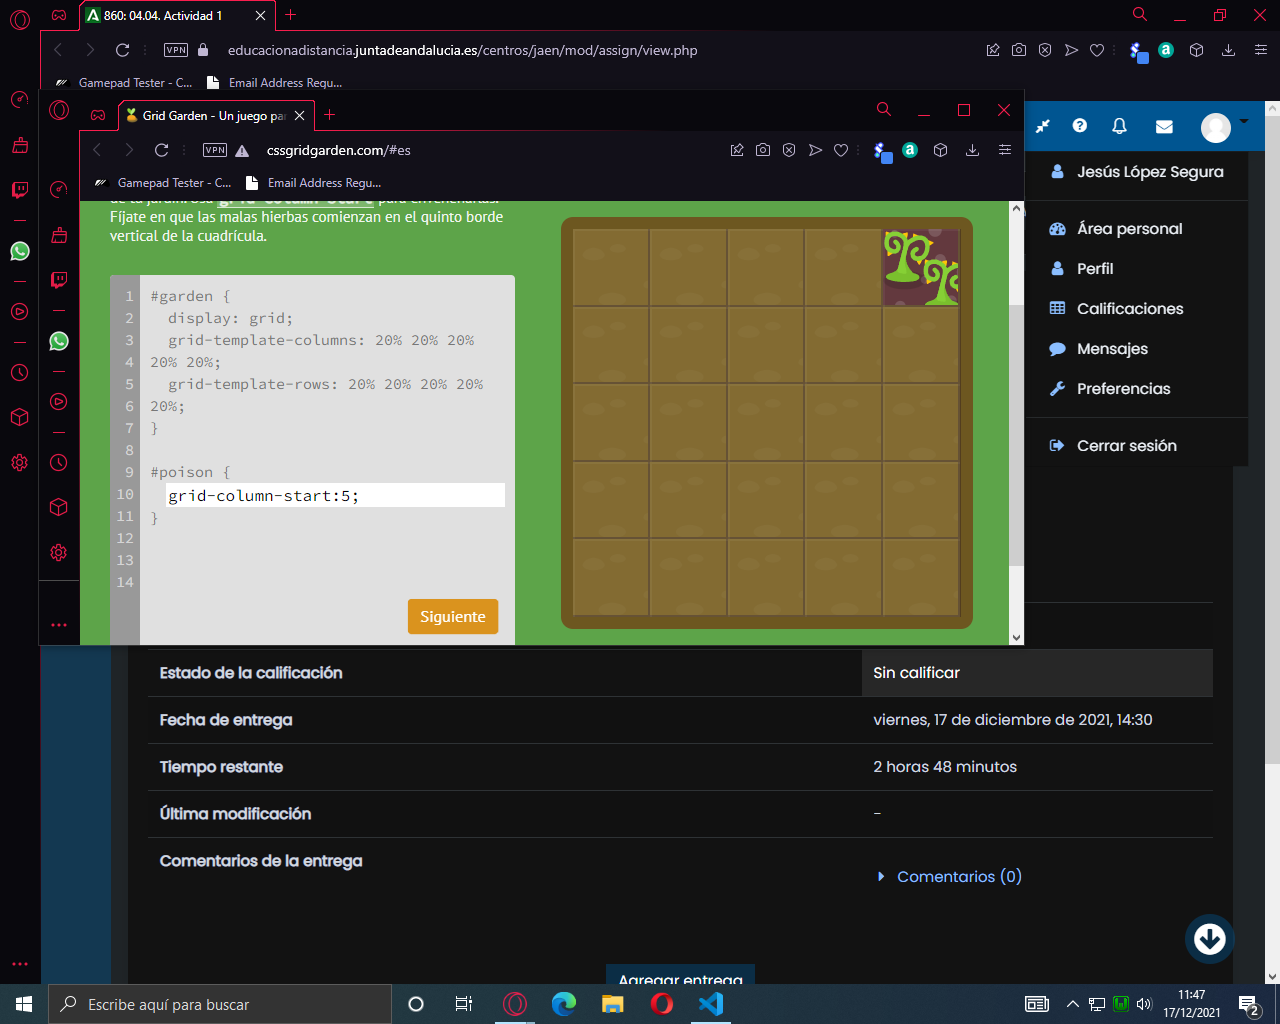 860: 04.04. Actividad 1
VPN
educacionadistancia.juntadeandalucia.es/centros/jaen/mod/assign/view.php
Gamepad Tester - C...
Email Address Requ...
Grid Garden - Un juego par
VPN
cssgridgarden.com/#es
Gamepad Tester - C...
Email Address Regu...
para envenenarlas.
Fíjate en que las malas hierbas comienzan en el quinto borde
vertical de la cuadrícula.
1 #garden {
2 display: grid;
3 grid-template-columns: 20% 20% 20%
4 20% 20%;
5 grid-template-rows: 20% 20% 20% 20%
6 20%;
7 }
8
9 #poison {
10 grid-column-start:5;
11 }
12
13
14
Siguiente
Jesús López Segura
Área personal
Perfil
Calificaciones
Mensajes
Preferencias
Cerrar sesión
Estado de la calificación
Sin calificar
Fecha de entrega
viernes, 17 de diciembre de 2021, 14:30
Tiempo restante
2 horas 48 minutos
Última modificación
-
Comentarios de la entrega
Comentarios (0)
Agregar entrega
Escribe aquí para buscar
11:47
17/12/2021
2